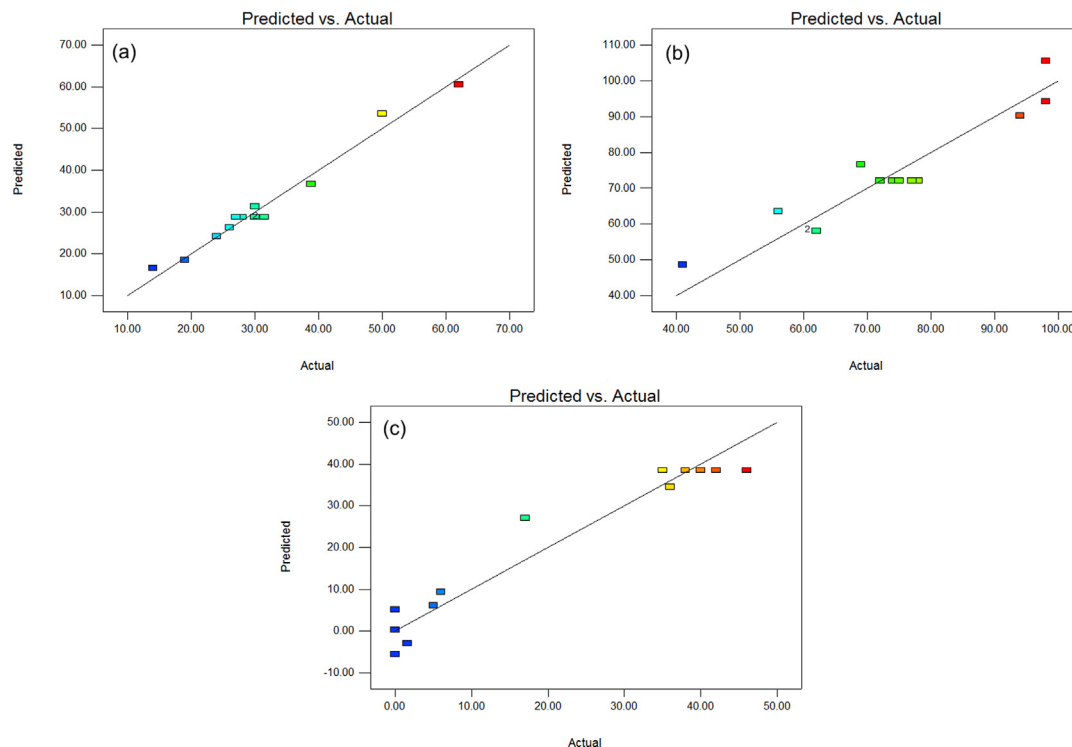 Predicted vs. Actual
(a)
70.00
60.00
50.00
40.00
30.00
20.00
10.00
Predicted
2
10.00 20.00 30.00 40.00 50.00 60.00 70.00
Actual
Predicted vs. Actual
(b)
110.00
100.00
90.00
80.00
70.00
60.00
50.00
40.00
Predicted
2
40.00 50.00 60.00 70.00 80.00 90.00 100.00
Actual
Predicted vs. Actual
(c)
50.00
40.00
30.00
20.00
10.00
0.00
-10.00
Predicted
0.00 10.00 20.00 30.00 40.00 50.00
Actual